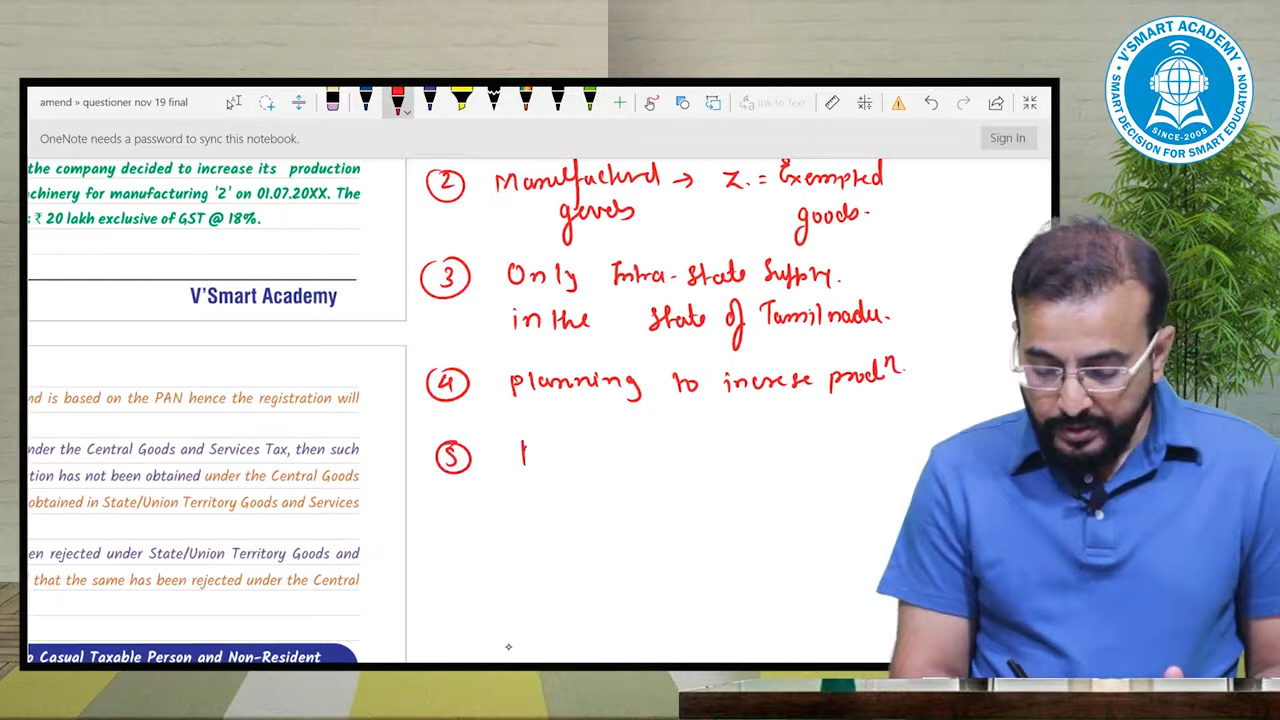 amend » questioner nov 19 final
Ink to Text
OneNote needs a password to sync this notebook.
Sign In
the company decided to increase its production
achinery for manufacturing 'Z' on 01.07.20XX. The
₹ 20 lakh exclusive of GST @ 18%.
V'Smart Academy
nd is based on the PAN hence the registration will
nder the Central Goods and Services Tax, then such
tion has not been obtained under the Central Goods
obtained in State/Union Territory Goods and Services
en rejected under State/Union Territory Goods and
that the same has been rejected under the Central
o Casual Taxable Person and Non-Resident
② Manufactured → Z. = Exempted
goods goods.
③ Only Intra-state Supply.
in the state of Tamilnadu.
④ planning to increse prodⁿ.
⑤
V'SMART ACADEMY
SMART DECISION FOR SMART EDUCATION
SINCE-2005